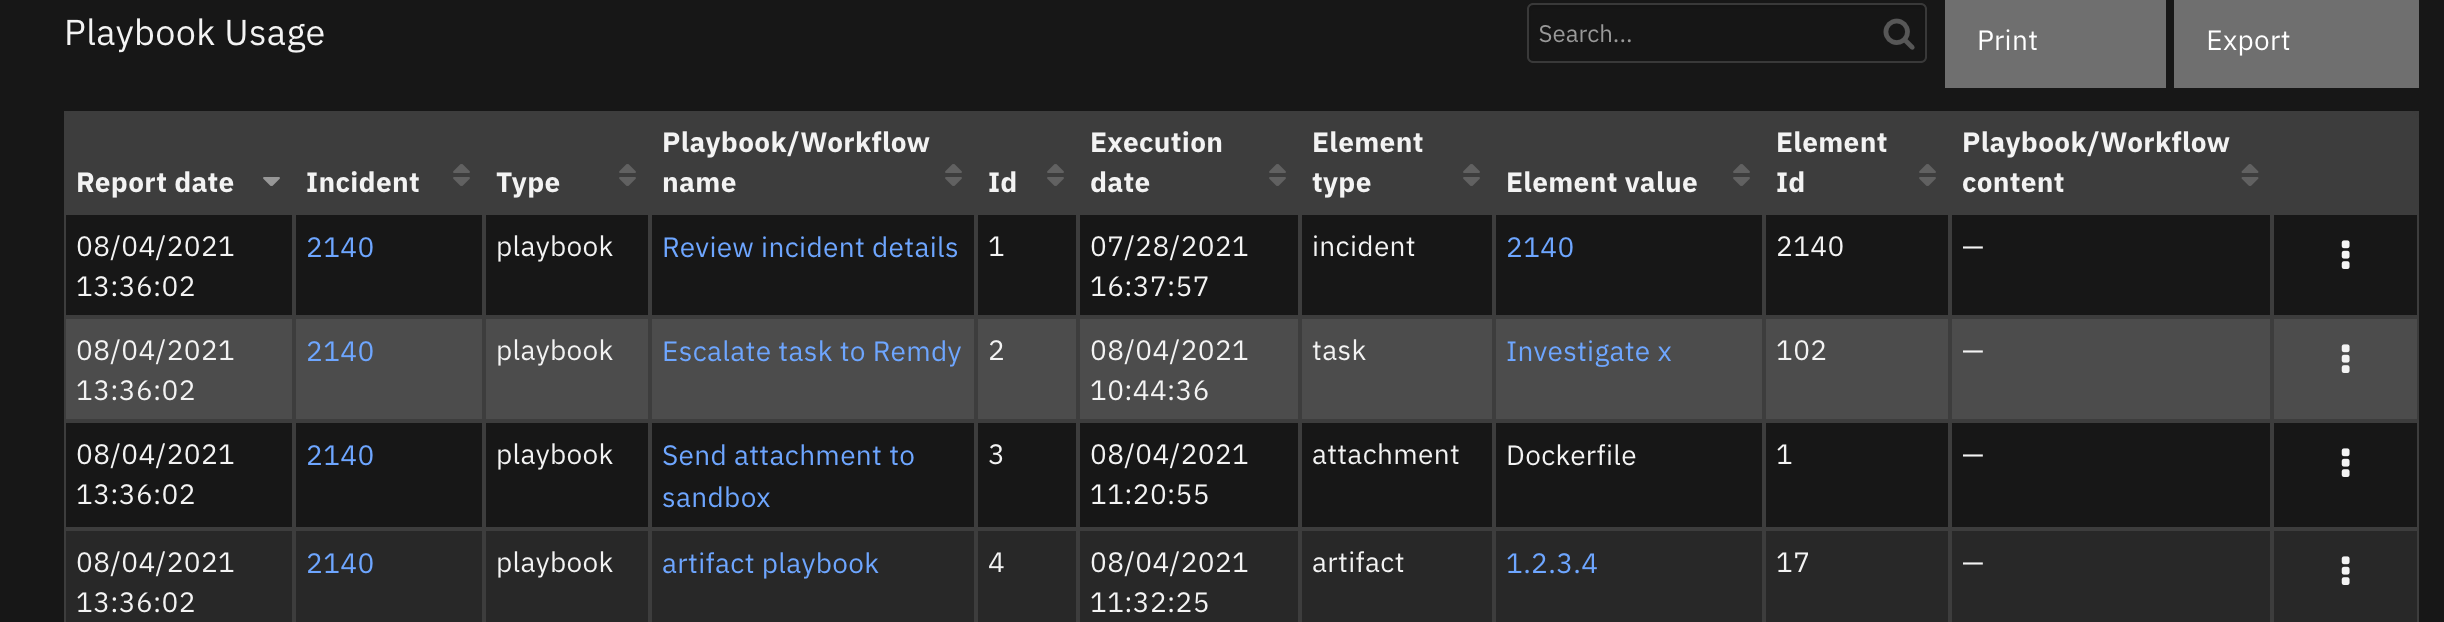 Playbook Usage
Search...
Print
Export
Report date
Incident
Type
Playbook/Workflow
name
Id
Execution
date
Element
type
Element value
Element
Id
Playbook/Workflow
content
08/04/2021
13:36:02
2140
playbook
Review incident details
1
07/28/2021
16:37:57
incident
2140
2140
—
08/04/2021
13:36:02
2140
playbook
Escalate task to Remdy
2
08/04/2021
10:44:36
task
Investigate x
102
—
08/04/2021
13:36:02
2140
playbook
Send attachment to
sandbox
3
08/04/2021
11:20:55
attachment
Dockerfile
1
—
08/04/2021
13:36:02
2140
playbook
artifact playbook
4
08/04/2021
11:32:25
artifact
1.2.3.4
17
—